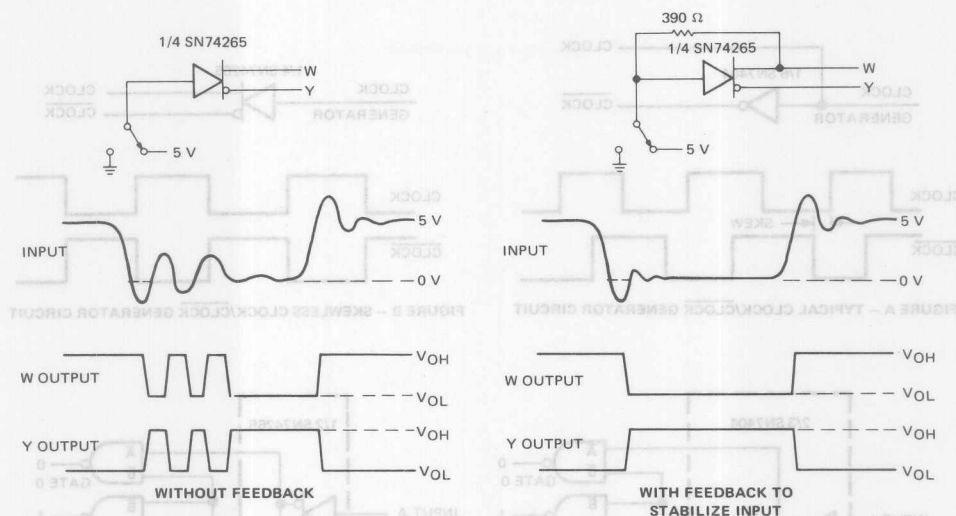 1/4 SN74265
W
Y
5 V
INPUT
5 V
0 V
W OUTPUT
VOH
VOL
Y OUTPUT
VOH
VOL
WITHOUT FEEDBACK
390 Ω
1/4 SN74265
W
Y
5 V
INPUT
5 V
0 V
W OUTPUT
VOH
VOL
Y OUTPUT
VOH
VOL
WITH FEEDBACK TO
STABILIZE INPUT